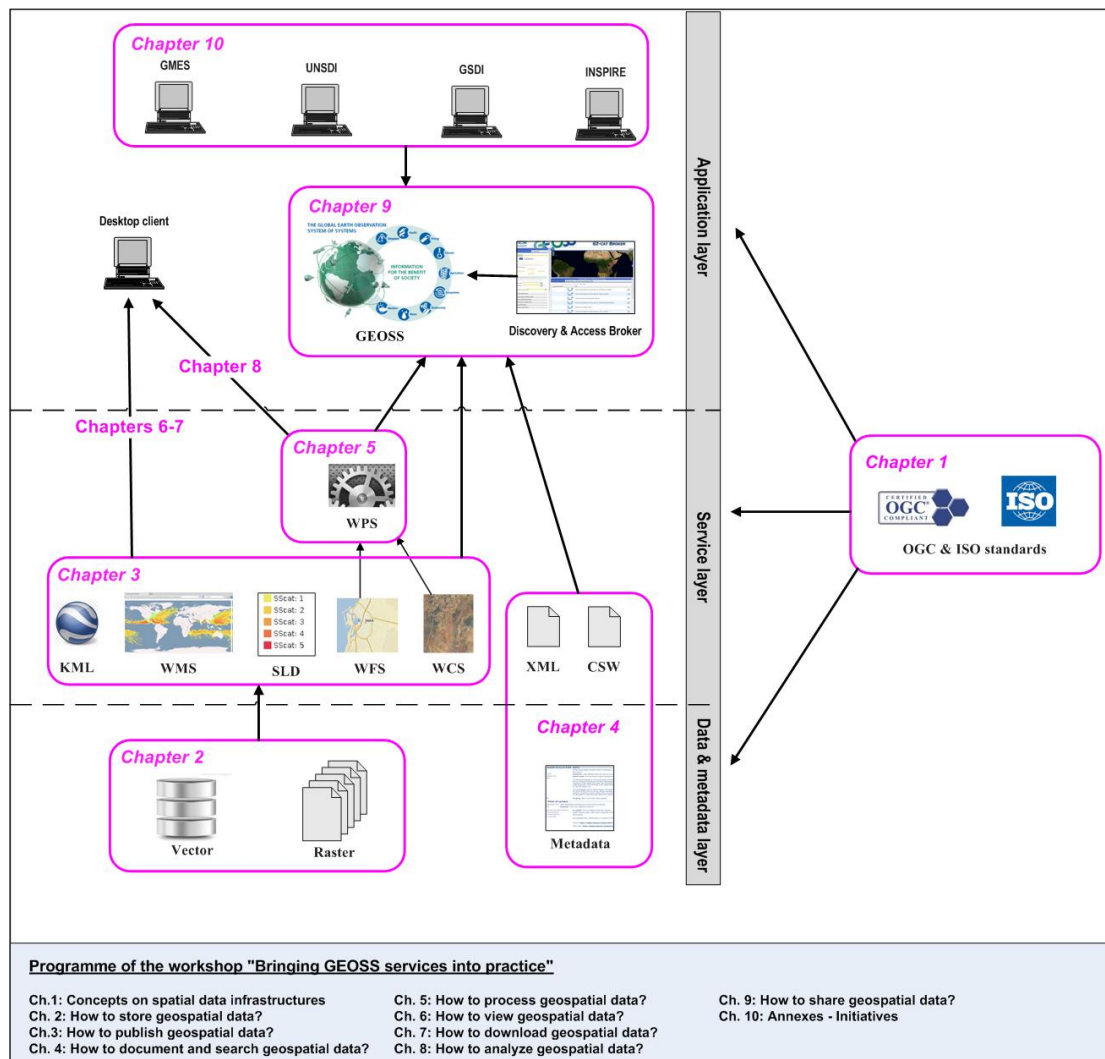 Chapter 10
GMES
UNSDI
GSDI
INSPIRE
Application layer
Chapter 9
THE GLOBAL EARTH OBSERVATION
SYSTEM OF SYSTEMS
INFORMATION
FOR THE BENEFIT
OF SOCIETY
GEOSS
Discovery & Access Broker
Desktop client
Chapter 8
Chapters 6-7
Chapter 5
WPS
Service layer
Chapter 1
CERTIFIED
OGC®
COMPLIANT
ISO
OGC & ISO standards
Chapter 3
SScat: 1
SScat: 2
SScat: 3
SScat: 4
SScat: 5
KML
WMS
SLD
WFS
WCS
XML
CSW
Chapter 4
Metadata
Data & metadata layer
Chapter 2
Vector
Raster
Programme of the workshop "Bringing GEOSS services into practice"
Ch.1: Concepts on spatial data infrastructures
Ch. 2: How to store geospatial data?
Ch.3: How to publish geospatial data?
Ch. 4: How to document and search geospatial data?
Ch. 5: How to process geospatial data?
Ch. 6: How to view geospatial data?
Ch. 7: How to download geospatial data?
Ch. 8: How to analyze geospatial data?
Ch. 9: How to share geospatial data?
Ch. 10: Annexes - Initiatives